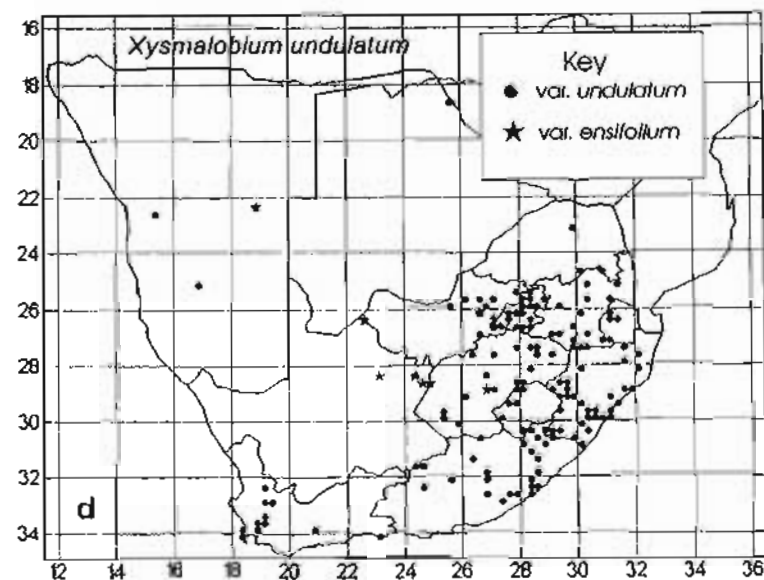 Xysmalobium undulatum
Key
var. undulatum
var. ensifolium
16
18
20
22
24
26
28
30
32
34
d
12 14 16 18 20 22 24 26 28 30 32 34 36